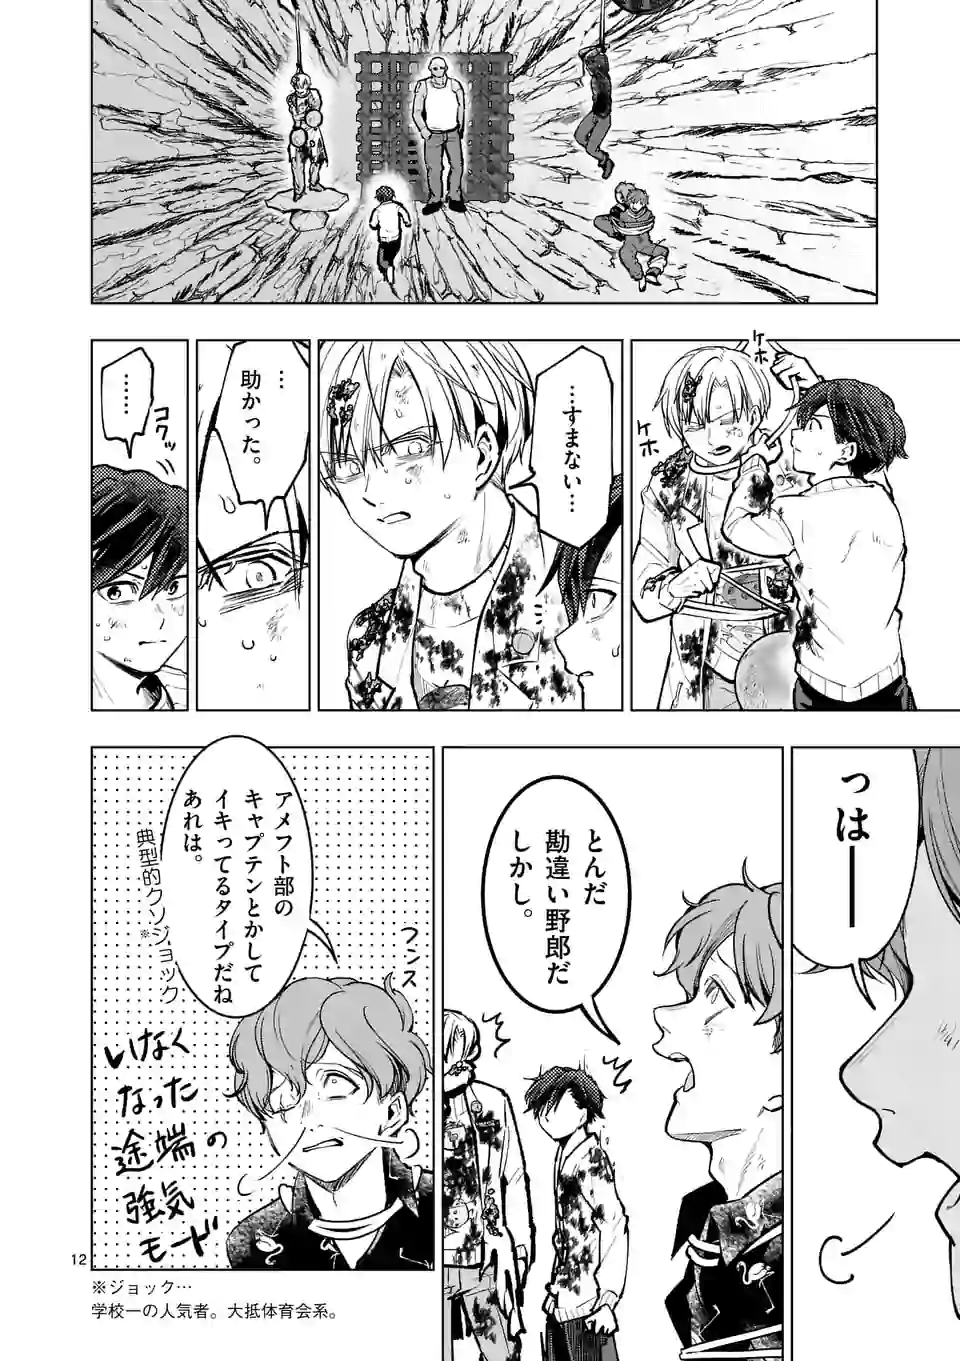 ケホ
ケホ
…すまない…
…
助かった。
………
コクッ
っはーー
とんだ
勘違い野郎だ
しかし。
アメフト部の
キャプテンとかして
イキってるタイプだね
あれは。
フンス
典型的クソジョック
※
いなく
なった
途端の
強気
モード
12
※ジョック…
学校一の人気者。大抵体育会系。